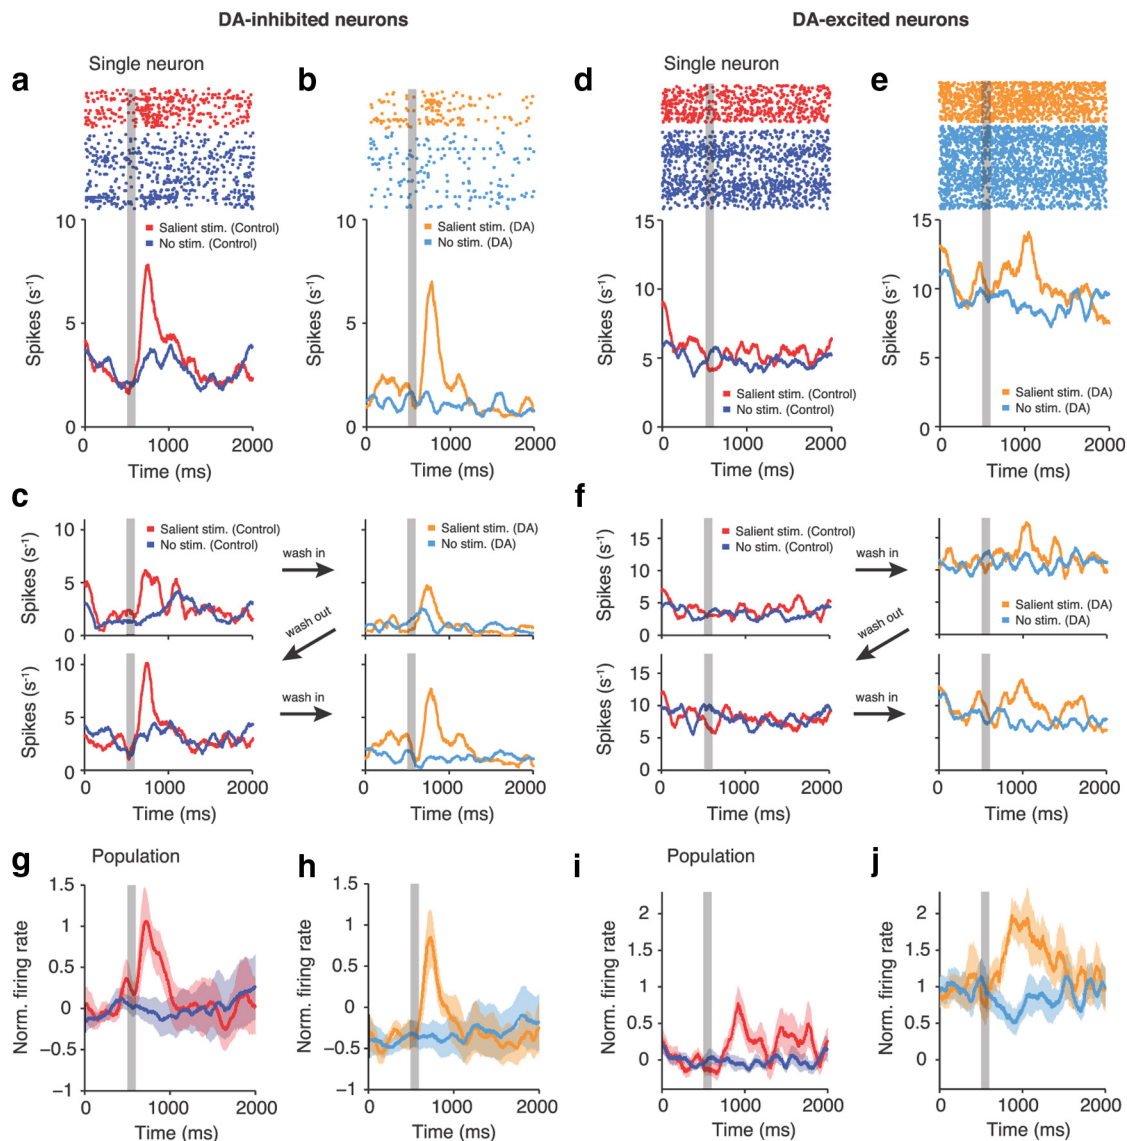 DA-inhibited neurons
DA-excited neurons
a
Single neuron
b
d
Single neuron
e
10
5
0
Spikes (s⁻¹)
Salient stim. (Control)
No stim. (Control)
0 1000 2000
Time (ms)
10
5
0
Salient stim. (DA)
No stim. (DA)
0 1000 2000
Time (ms)
15
10
5
0
Spikes (s⁻¹)
Salient stim. (Control)
No stim. (Control)
0 1000 2000
Time (ms)
15
10
5
0
Spikes (s⁻¹)
Salient stim. (DA)
No stim. (DA)
0 1000 2000
Time (ms)
c
10
5
0
Spikes (s⁻¹)
Salient stim. (Control)
No stim. (Control)
wash in
Salient stim. (DA)
No stim. (DA)
wash out
10
5
0
Spikes (s⁻¹)
wash in
0 1000 2000
Time (ms)
0 1000 2000
Time (ms)
f
15
10
5
0
Spikes (s⁻¹)
Salient stim. (Control)
No stim. (Control)
wash in
Salient stim. (DA)
No stim. (DA)
wash out
15
10
5
0
Spikes (s⁻¹)
wash in
0 1000 2000
Time (ms)
0 1000 2000
Time (ms)
g
Population
1.5
1
0.5
0
−0.5
−1
Norm. firing rate
0 1000 2000
Time (ms)
h
1.5
1
0.5
0
−0.5
−1
Norm. firing rate
0 1000 2000
Time (ms)
i
Population
2
1.5
1
0.5
0
Norm. firing rate
0 1000 2000
Time (ms)
j
2
1.5
1
0.5
0
Norm. firing rate
0 1000 2000
Time (ms)